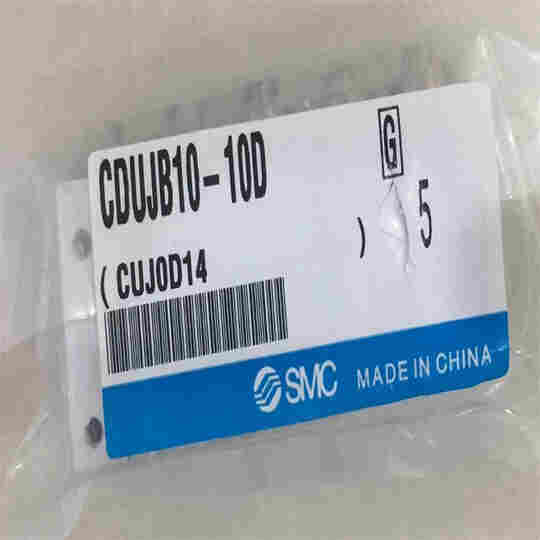 CDUJB10-10D
G
5
( CUJ0D14 )
SMC MADE IN CHINA